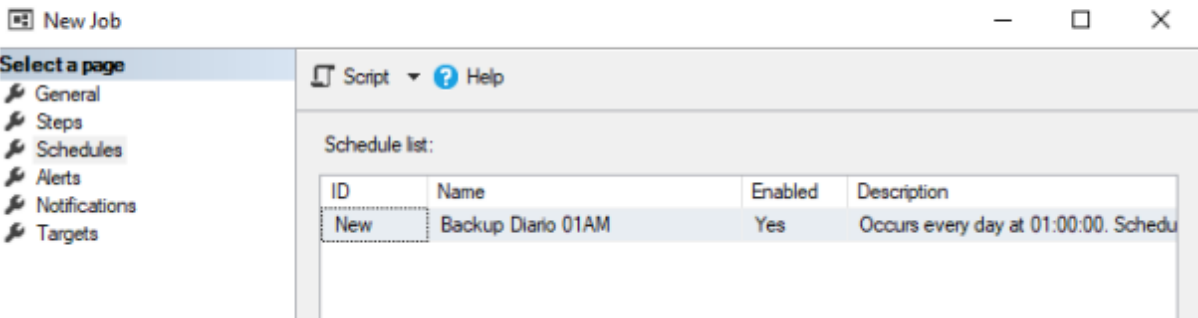 New Job
Select a page
General
Steps
Schedules
Alerts
Notifications
Targets
Script
Help
Schedule list:
ID Name Enabled Description
New Backup Diario 01AM Yes Occurs every day at 01:00:00. Schedu